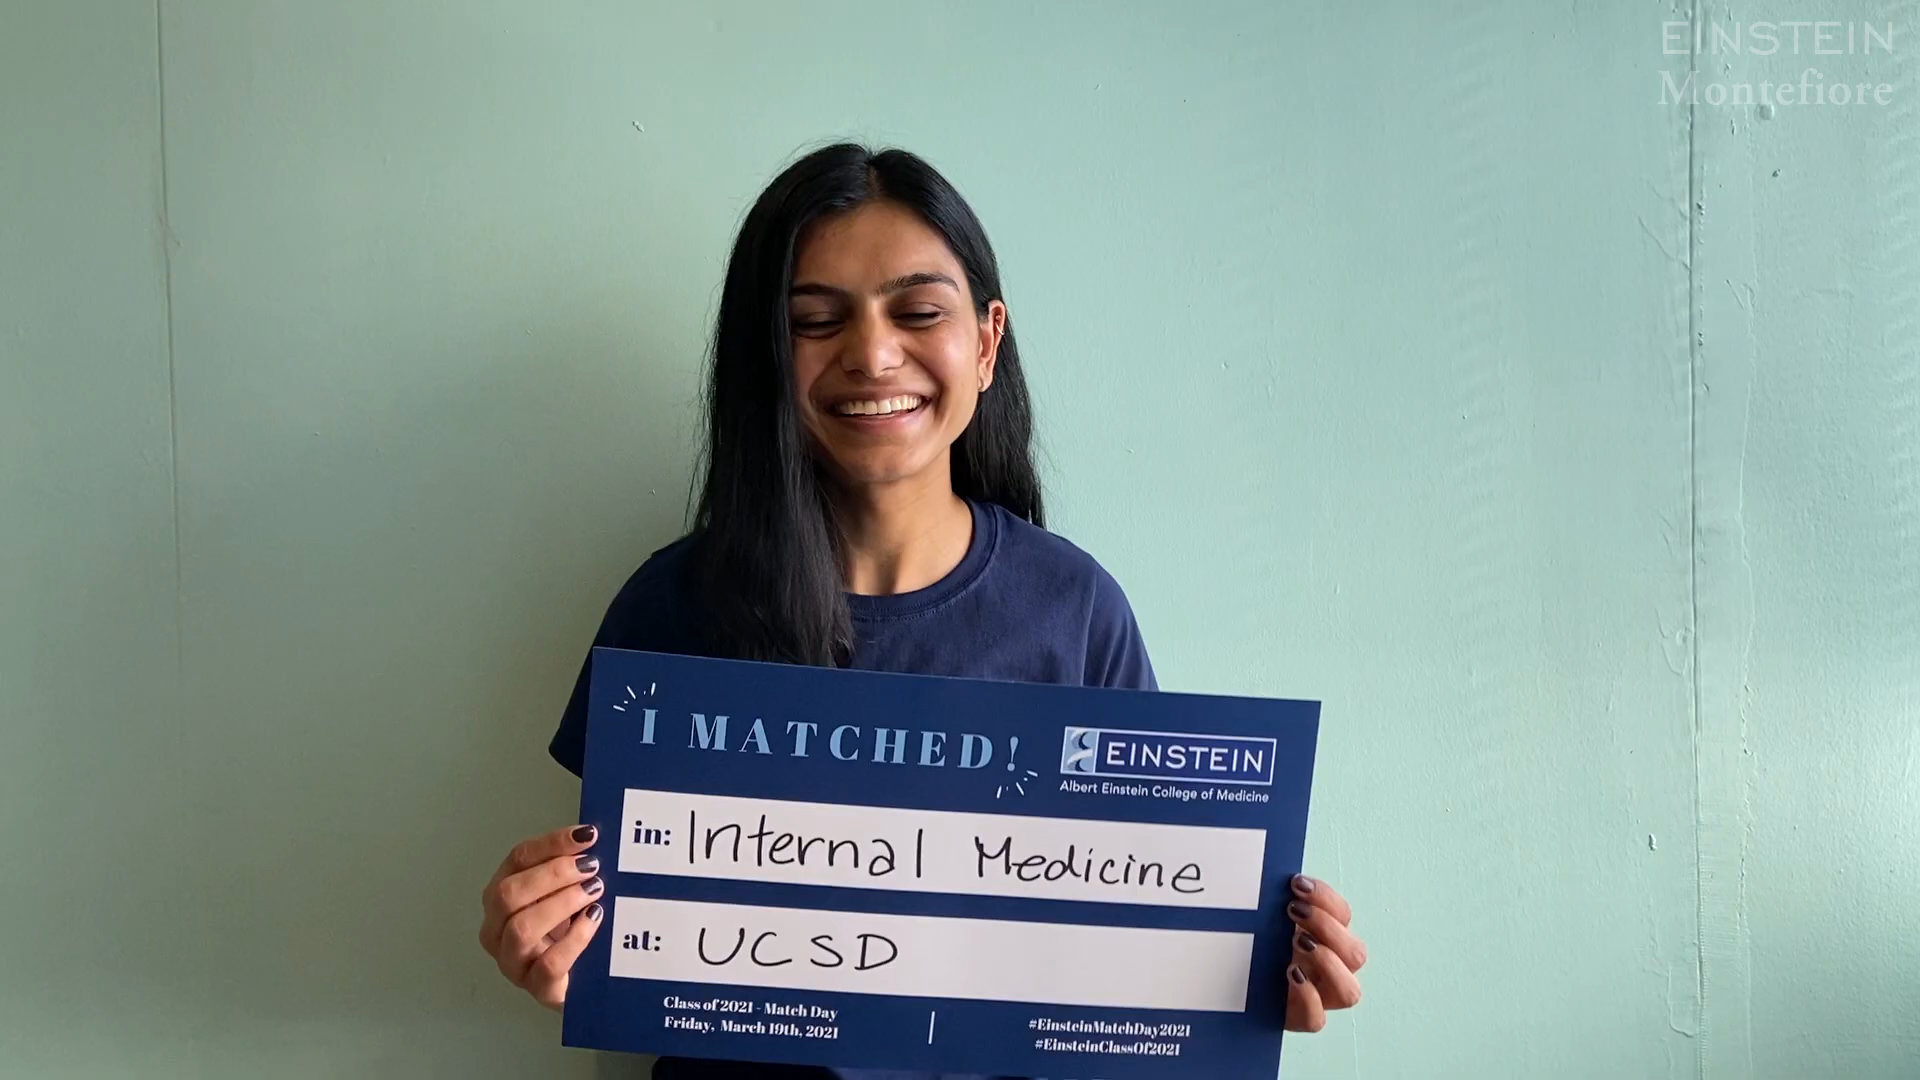 EINSTEIN
Montefiore
I MATCHED!
EINSTEIN
Albert Einstein College of Medicine
in: Internal Medicine
at: UCSD
Class of 2021 - Match Day
Friday, March 19th, 2021
#EinsteinMatchDay2021
#EinsteinClassOf2021